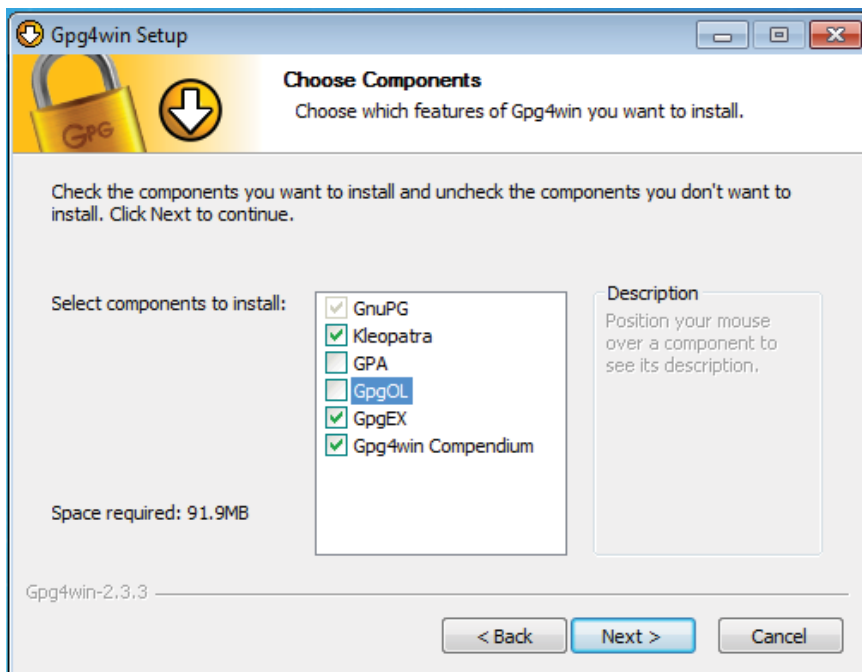 Gpg4win Setup
GPG
Choose Components
Choose which features of Gpg4win you want to install.
Check the components you want to install and uncheck the components you don't want to
install. Click Next to continue.
Select components to install:
GnuPG
Kleopatra
GPA
GpgOL
GpgEX
Gpg4win Compendium
Description
Position your mouse
over a component to
see its description.
Space required: 91.9MB
Gpg4win-2.3.3
< Back
Next >
Cancel